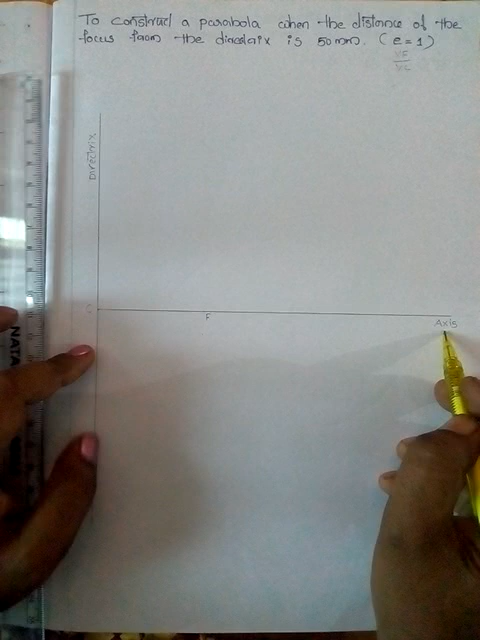 To construct a parabola when the distance of the
focus from the directrix is 50mm. (e=1)
VF
VC
Directrix
C
F
Axis
NATA